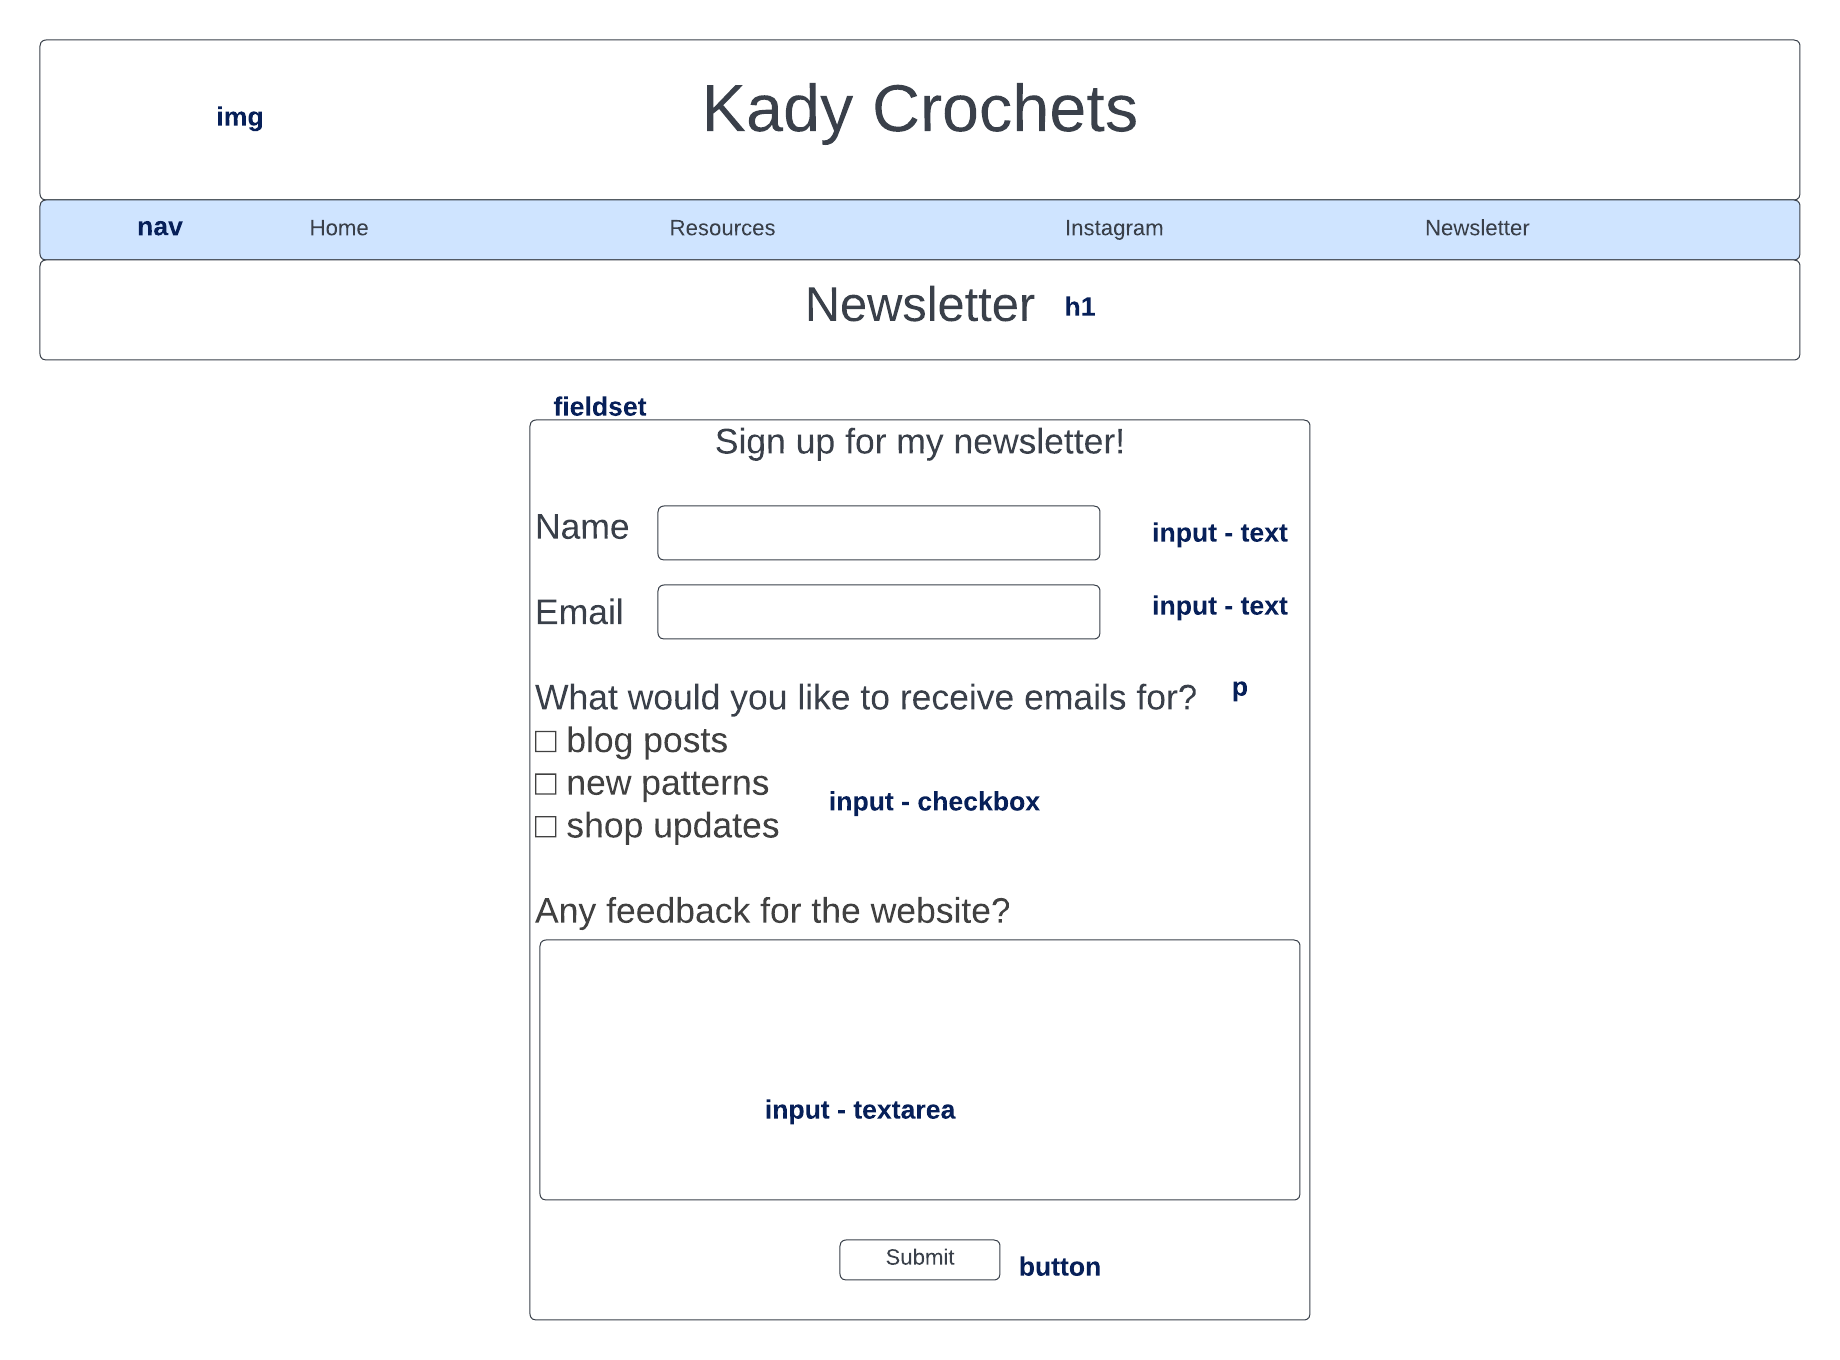 img
Kady Crochets
nav Home Resources Instagram Newsletter
Newsletter h1
fieldset
Sign up for my newsletter!
Name input - text
Email input - text
What would you like to receive emails for? p
blog posts
new patterns
input - checkbox
shop updates
Any feedback for the website?
input - textarea
Submit button